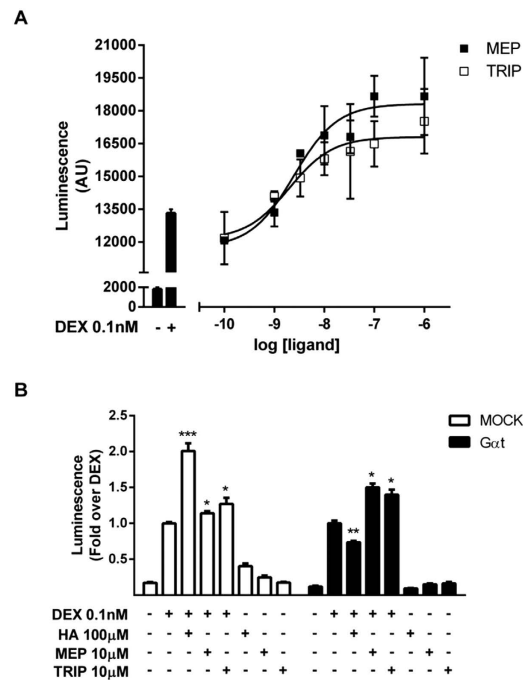 A
MEP
TRIP
Luminescence
(AU)
21000
19500
18000
16500
15000
13500
12000
2000
0
DEX 0.1nM - +
-10 -9 -8 -7 -6
log [ligand]
B
MOCK
Gαt
Luminescence
(Fold over DEX)
2.5
2.0
1.5
1.0
0.5
***
*
*
**
*
*
DEX 0.1nM - + + + + - - - - + + + + - - -
HA 100μM - - + - - + - - - - + - - + - -
MEP 10μM - - - + - - + - - - - + - - + -
TRIP 10μM - - - - + - - + - - - - + - - +